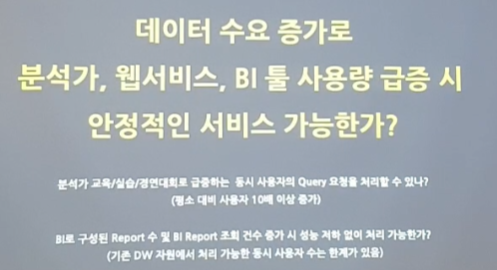 데이터 수요 증가로
분석가, 웹서비스, BI 툴 사용량 급증 시
안정적인 서비스 가능한가?
분석가 교육/실습/경연대회로 급증하는 동시 사용자의 Query 요청을 처리할 수 있나?
(평소 대비 사용자 10배 이상 증가)
BI로 구성된 Report 수 및 BI Report 조회 건수 증가 시 성능 저하 없이 처리 가능한가?
(기존 DW 자원에서 처리 가능한 동시 사용자 수는 한계가 있음)